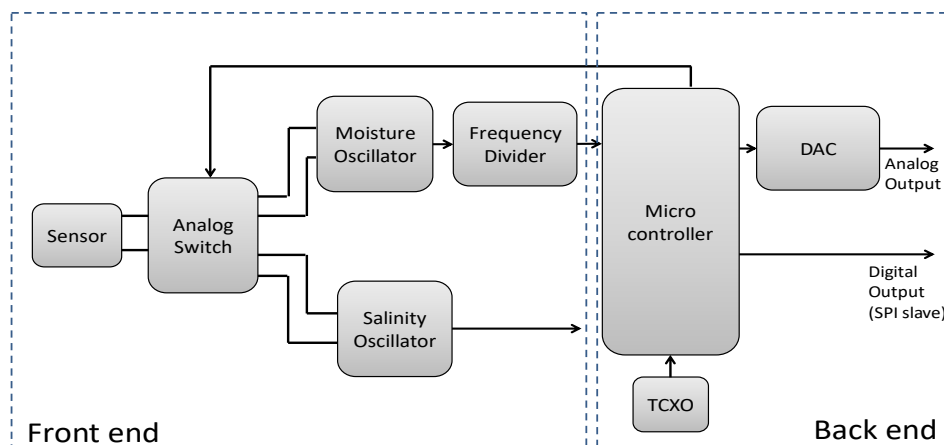 Moisture
Oscillator
Frequency
Divider
DAC
Analog
Output
Sensor
Analog
Switch
Micro
controller
Digital
Output
(SPI slave)
Salinity
Oscillator
TCXO
Front end
Back end